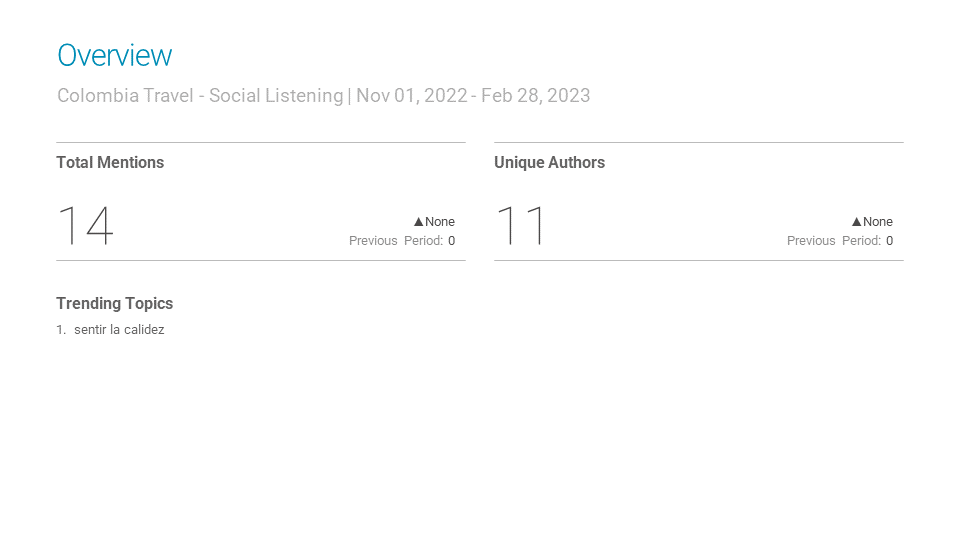 Overview
Colombia Travel - Social Listening | Nov 01, 2022 - Feb 28, 2023
Total Mentions
14
▲None
Previous Period: 0
Unique Authors
11
▲None
Previous Period: 0
Trending Topics
1. sentir la calidez